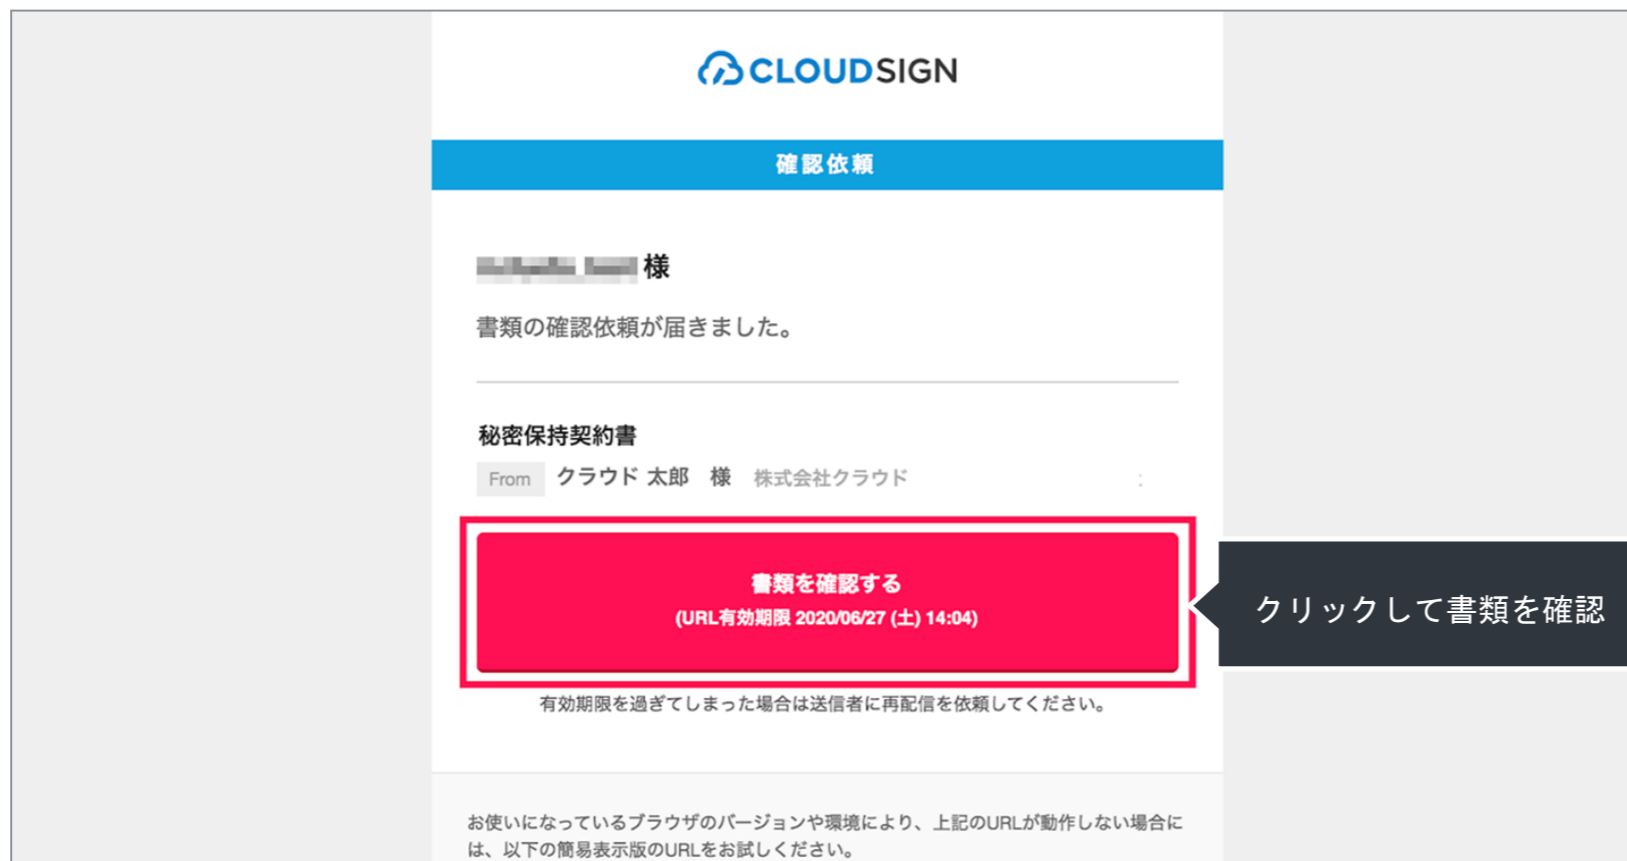 CLOUDSIGN
確認依頼
様
書類の確認依頼が届きました。
秘密保持契約書
From クラウド 太郎 様 株式会社クラウド :
書類を確認する
(URL有効期限 2020/06/27 (土) 14:04)
クリックして書類を確認
有効期限を過ぎてしまった場合は送信者に再配信を依頼してください。
お使いになっているブラウザのバージョンや環境により、上記のURLが動作しない場合に
は、以下の簡易表示版のURLをお試しください。